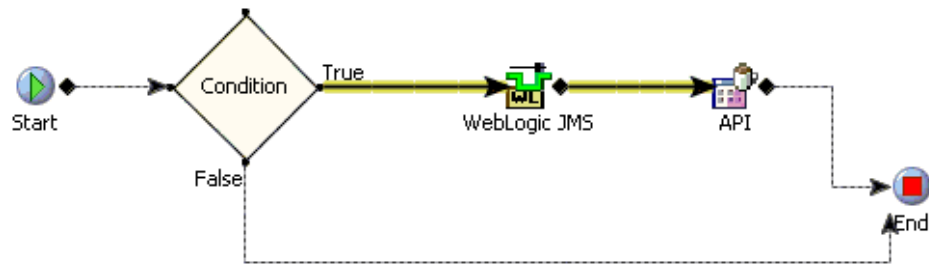 Condition
True
Start
WL
WebLogic JMS
API
False
End